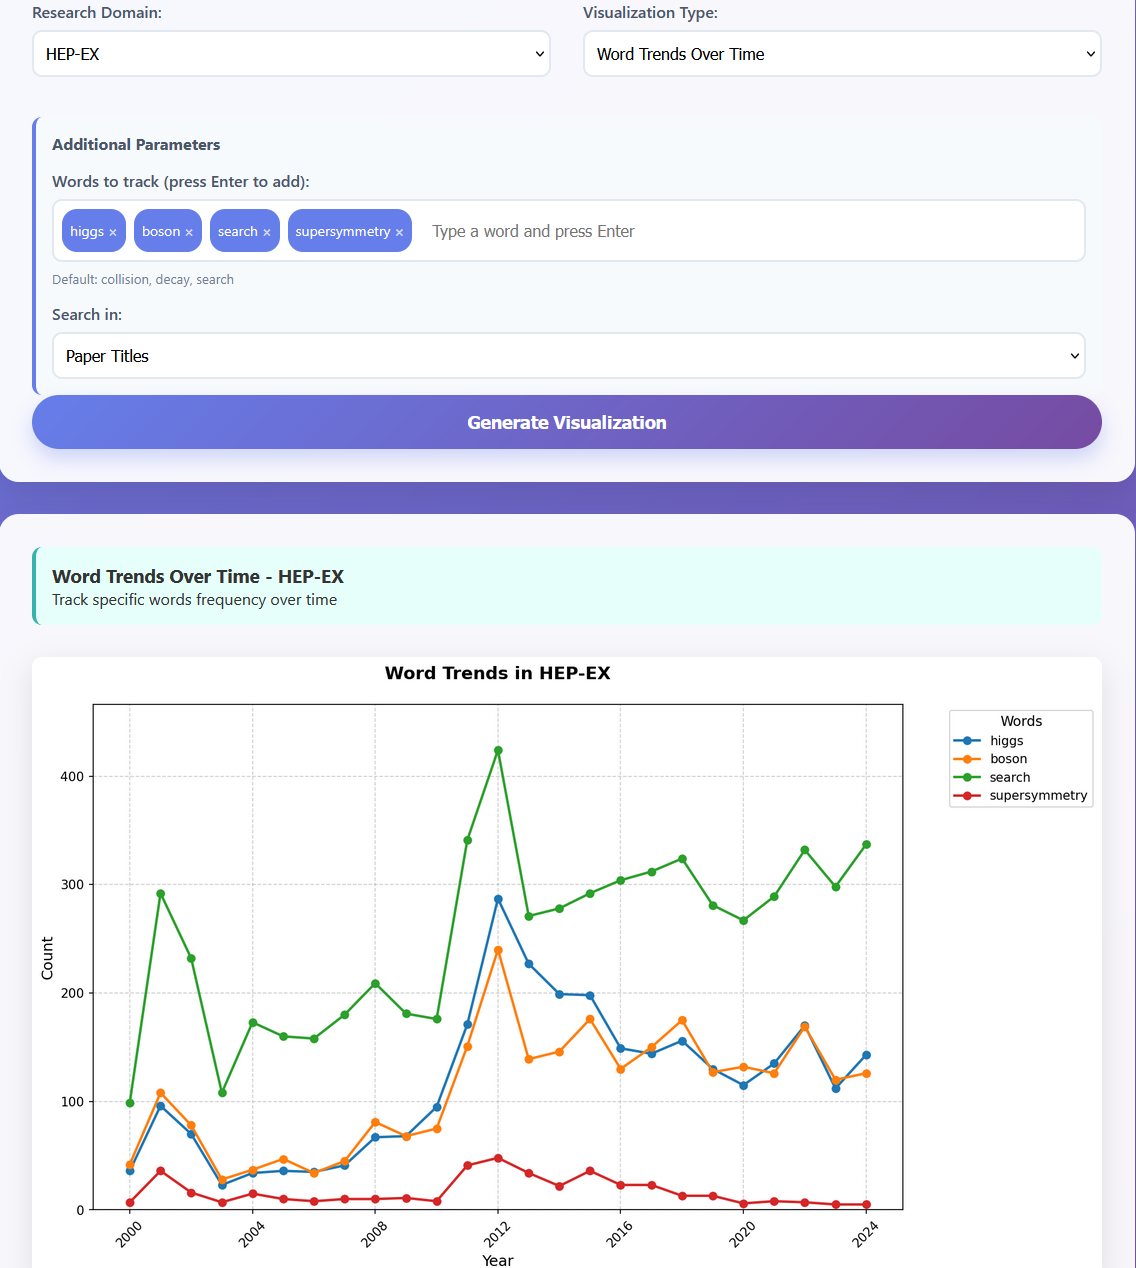 Research Domain:
Visualization Type:
HEP-EX
Word Trends Over Time
Additional Parameters
Words to track (press Enter to add):
higgs × boson × search × supersymmetry × Type a word and press Enter
Default: collision, decay, search
Search in:
Paper Titles
Generate Visualization
Word Trends Over Time - HEP-EX
Track specific words frequency over time
Word Trends in HEP-EX
Words
higgs
boson
search
supersymmetry
Count
400
300
200
100
0
2000
2004
2008
2012
2016
2020
2024
Year